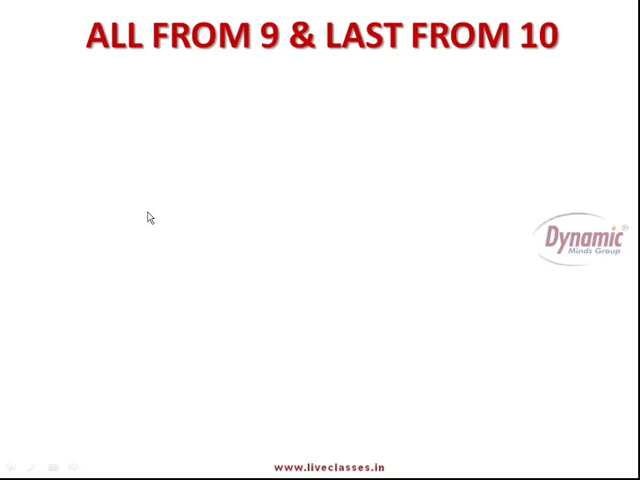 ALL FROM 9 & LAST FROM 10
Dynamic®
Minds Group
www.liveclasses.in